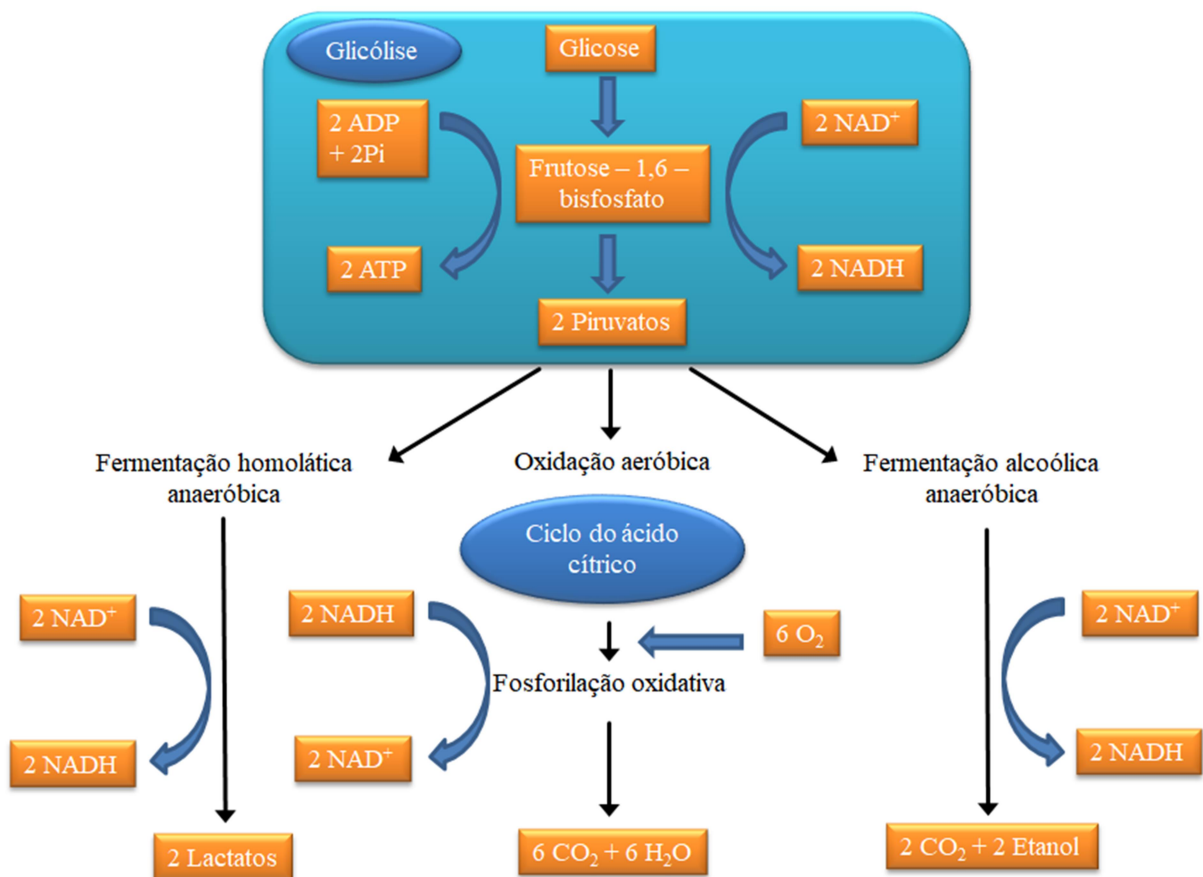 Glicólise
Glicose
2 ADP
+ 2Pi
2 NAD⁺
Frutose – 1,6 –
bisfosfato
2 ATP
2 NADH
2 Piruvatos
Fermentação homolática
anaeróbica
Oxidação aeróbica
Fermentação alcoólica
anaeróbica
Ciclo do ácido
cítrico
2 NAD⁺
2 NADH
6 O₂
2 NAD⁺
Fosforilação oxidativa
2 NADH
2 NAD⁺
2 NADH
2 Lactatos
6 CO₂ + 6 H₂O
2 CO₂ + 2 Etanol